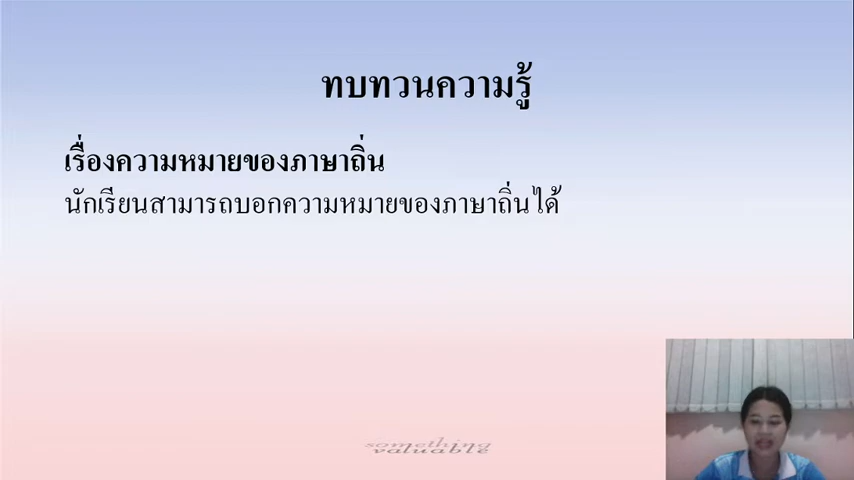 ทบทวนความรู้
เรื่องความหมายของภาษาถิ่น
นักเรียนสามารถบอกความหมายของภาษาถิ่นได้
something
valuable